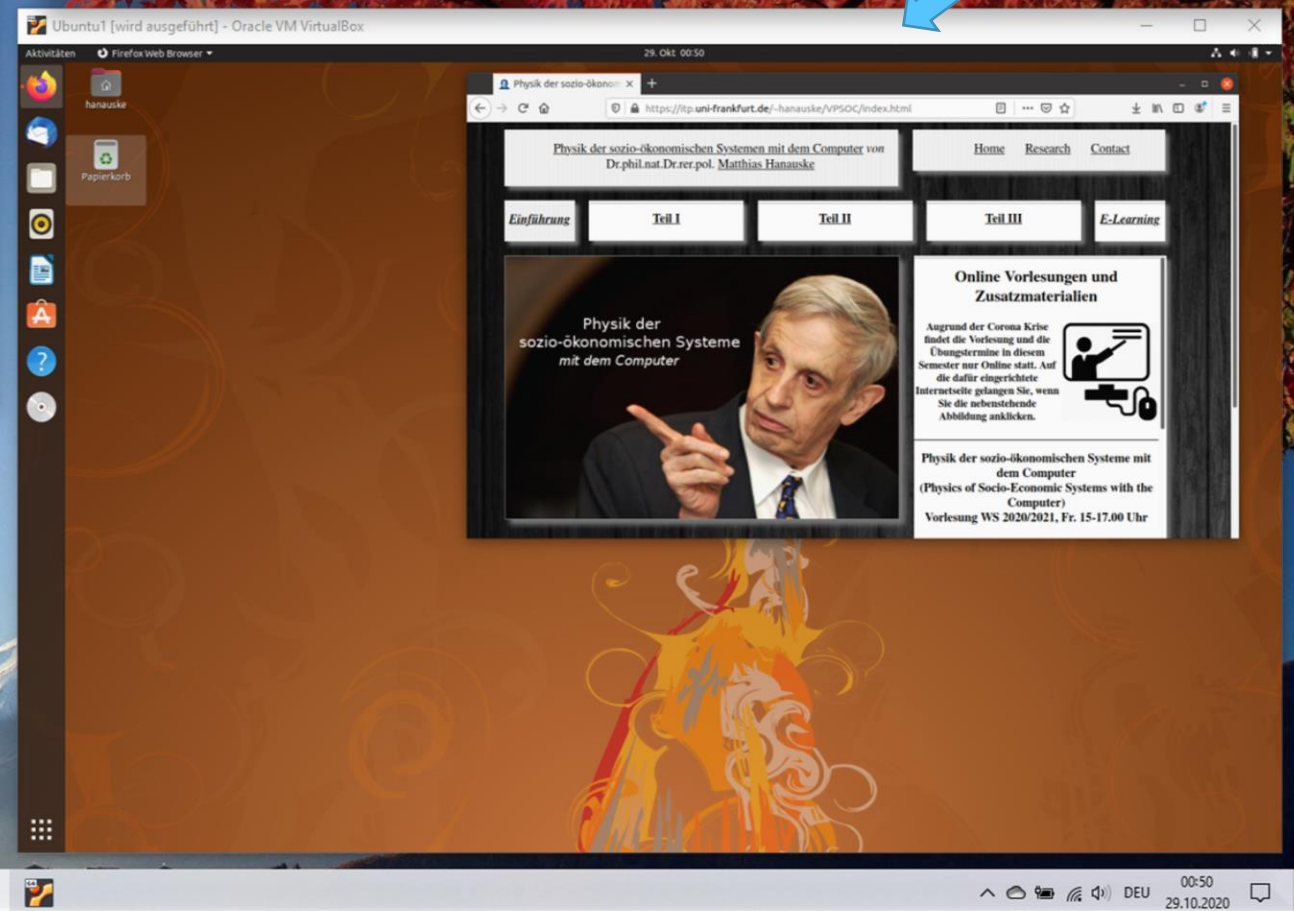 Ubuntu1 [wird ausgeführt] - Oracle VM VirtualBox
Aktivitäten Firefox Web Browser 29. Okt 00:50
hanauske
Papierkorb
Physik der sozio-ökonom
https://itp.uni-frankfurt.de/~hanauske/VPSOC/index.html
Physik der sozio-ökonomischen Systemen mit dem Computer von
Dr.phil.nat.Dr.rer.pol. Matthias Hanauske
Home Research Contact
Einführung Teil I Teil II Teil III E-Learning
Physik der
sozio-ökonomischen Systeme
mit dem Computer
Online Vorlesungen und
Zusatzmaterialien
Augrund der Corona Krise
findet die Vorlesung und die
Übungstermine in diesem
Semester nur Online statt. Auf
die dafür eingerichtete
Internetseite gelangen Sie, wenn
Sie die nebenstehende
Abbildung anklicken.
Physik der sozio-ökonomischen Systeme mit
dem Computer
(Physics of Socio-Economic Systems with the
Computer)
Vorlesung WS 2020/2021, Fr. 15-17.00 Uhr
64
DEU
00:50
29.10.2020